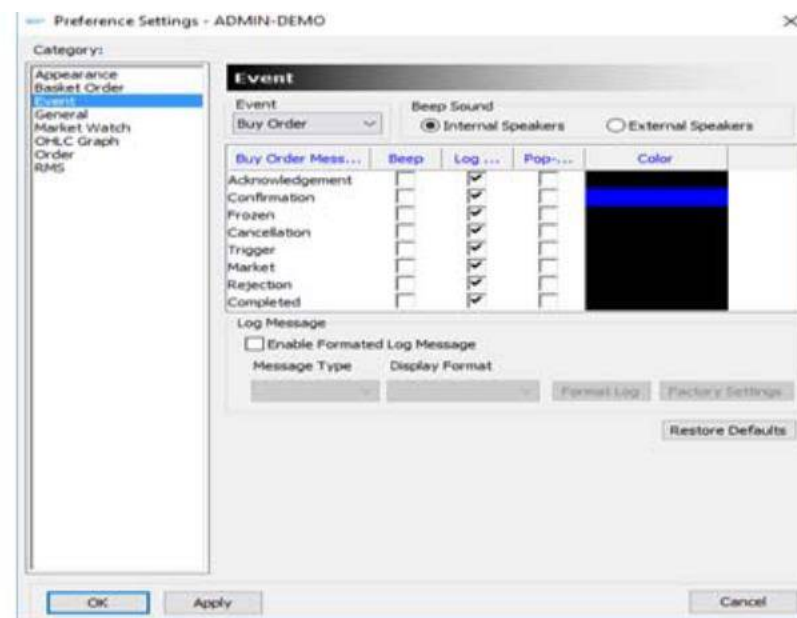 Preference Settings - ADMIN-DEMO
Category:
Appearance
Basket Order
Event
General
Market Watch
OHLC Graph
Order
RMS
Event
Event
Buy Order
Beep Sound
Internal Speakers
External Speakers
Buy Order Mess... Beep Log ... Pop-... Color
Acknowledgement
Confirmation
Frozen
Cancellation
Trigger
Market
Rejection
Completed
Log Message
Enable Formated Log Message
Message Type Display Format
Format Log Factory Settings
Restore Defaults
OK Apply Cancel